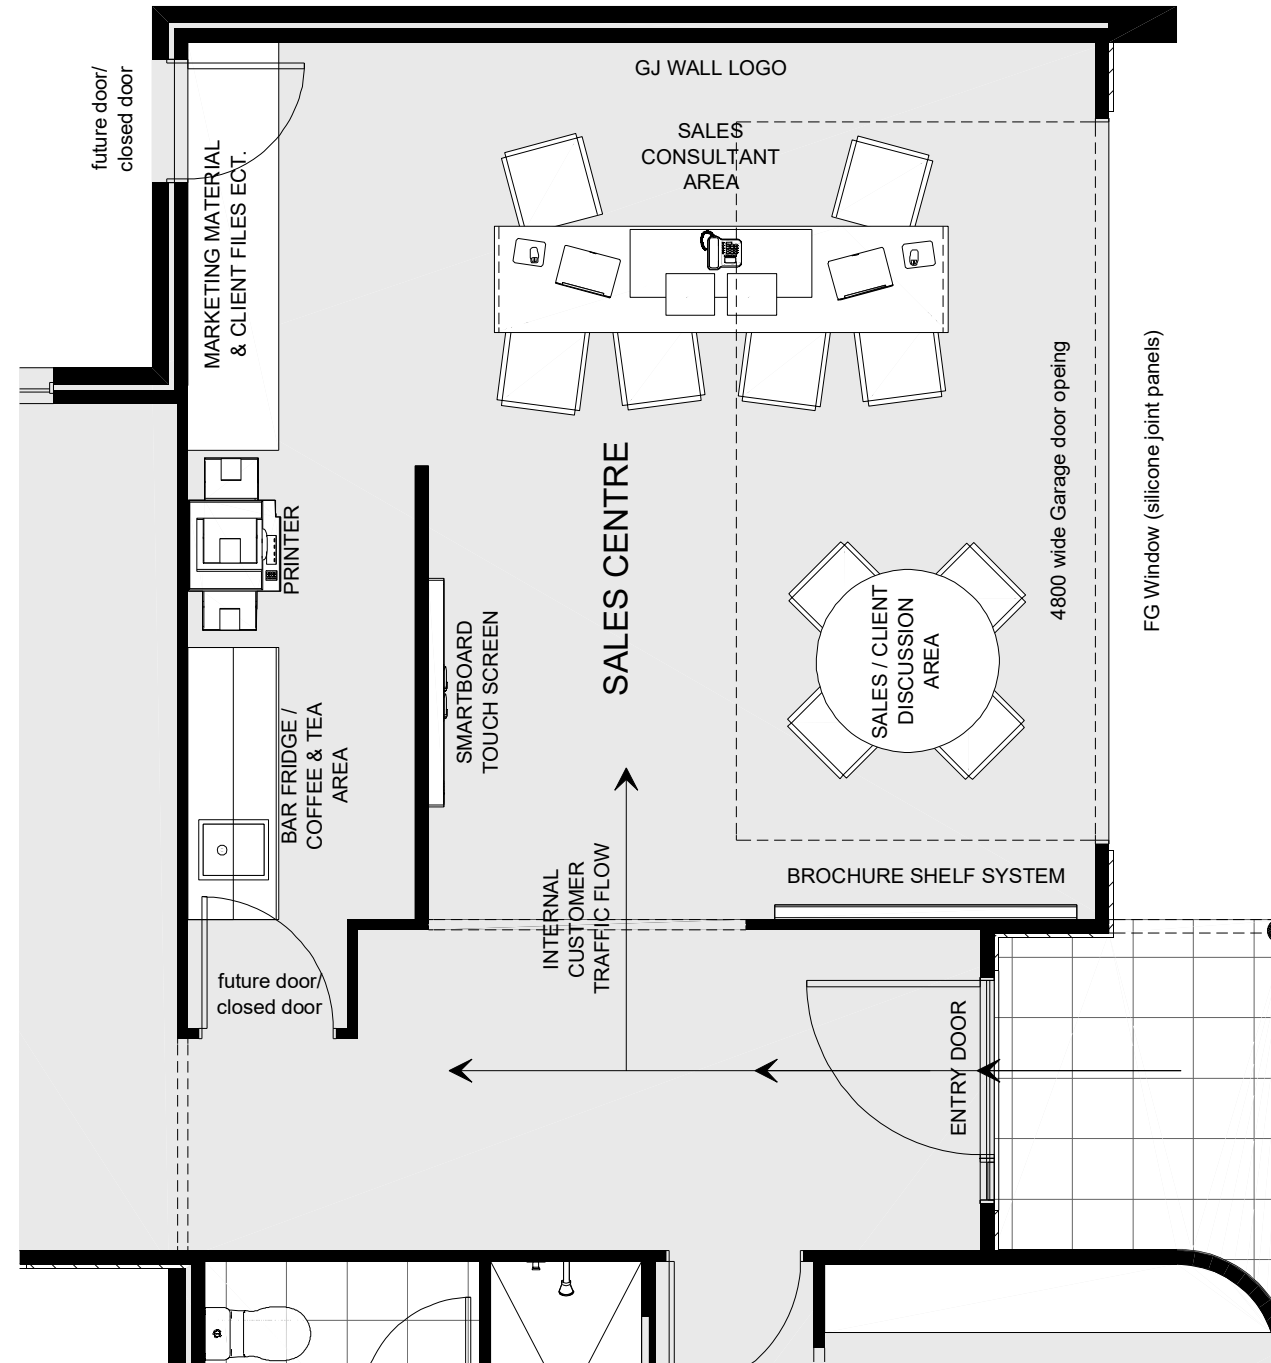 GJ WALL LOGO
future door/
closed door
SALES
CONSULTANT
AREA
MARKETING MATERIAL
& CLIENT FILES ECT.
4800 wide Garage door opeing
FG Window (silicone joint panels)
SALES CENTRE
PRINTER
SMARTBOARD
TOUCH SCREEN
SALES / CLIENT
DISCUSSION
AREA
BAR FRIDGE /
COFFEE & TEA
AREA
BROCHURE SHELF SYSTEM
INTERNAL
CUSTOMER
TRAFFIC FLOW
future door/
closed door
ENTRY DOOR